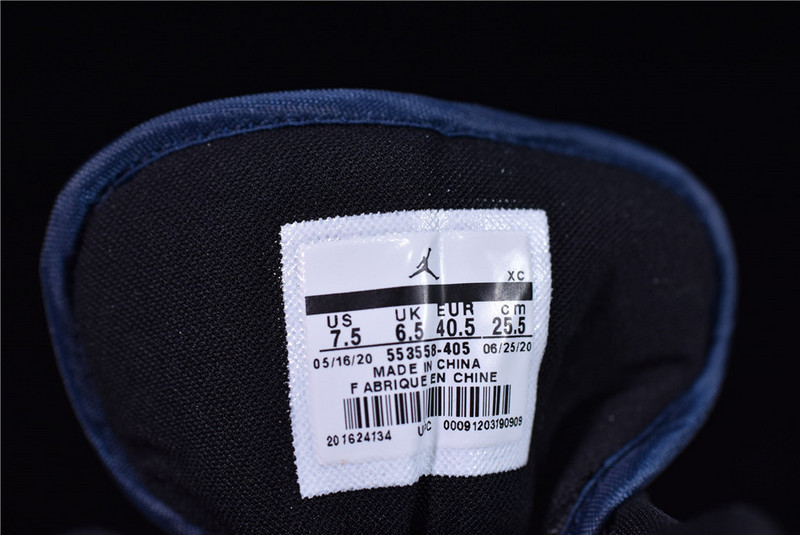 XC
US UK EUR cm
7.5 6.5 40.5 25.5
05/16/20 553558-405 06/25/20
MADE IN CHINA
FABRIQUE EN CHINE
201624134 UPC 00091203190909